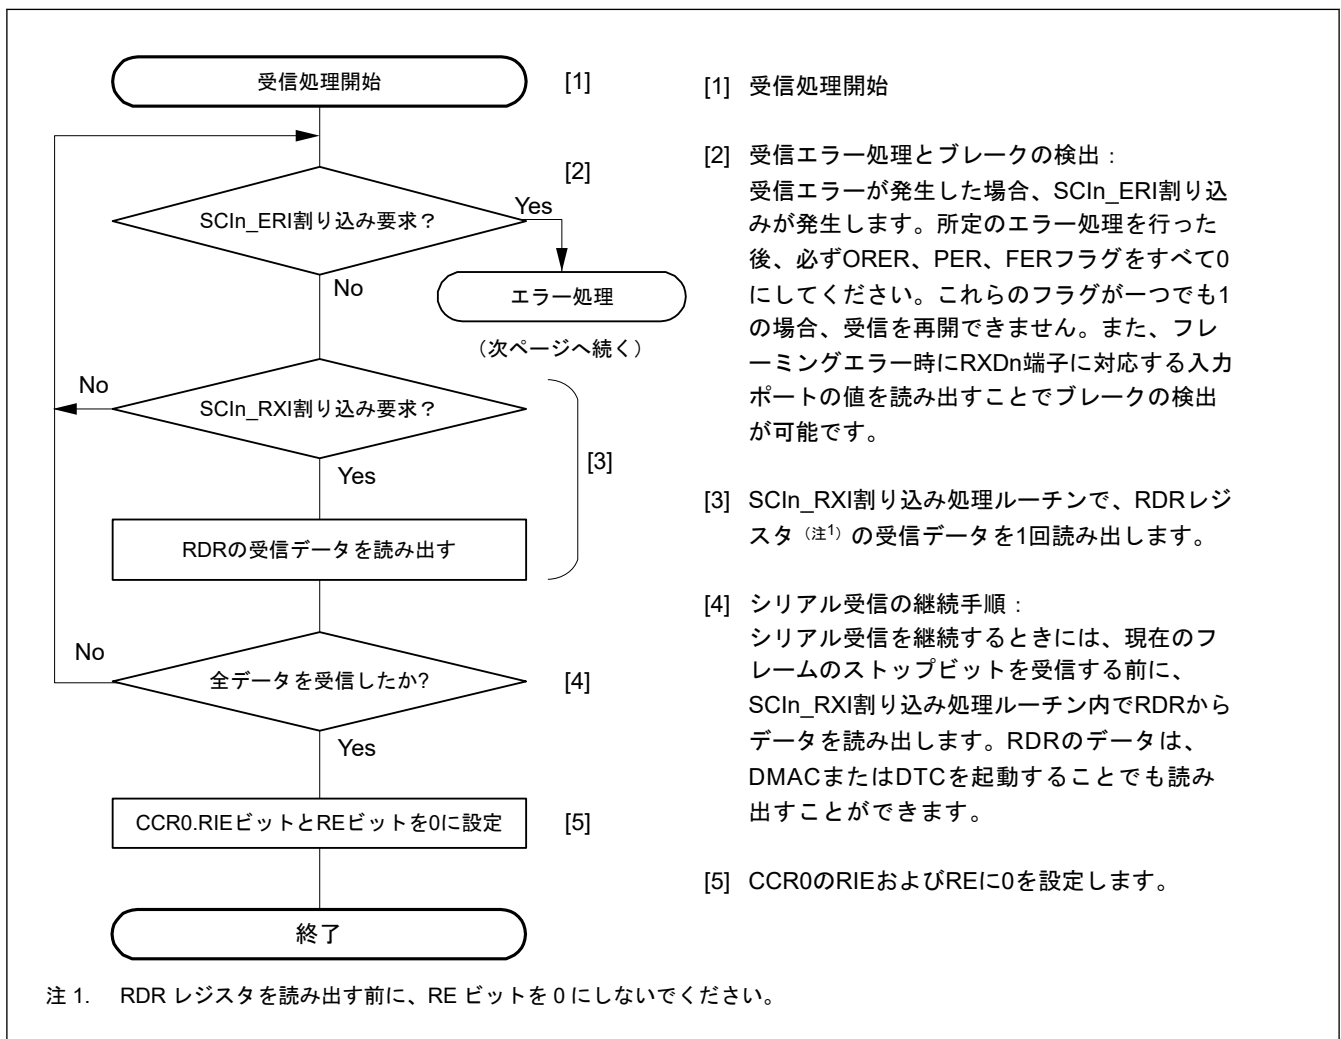 受信処理開始
[1]
SCIn_ERI割り込み要求？
[2]
Yes
No
エラー処理
（次ページへ続く）
No
SCIn_RXI割り込み要求？
[3]
Yes
RDRの受信データを読み出す
No
全データを受信したか?
[4]
Yes
CCR0.RIEビットとREビットを0に設定
[5]
終了
[1] 受信処理開始
[2] 受信エラー処理とブレークの検出：
受信エラーが発生した場合、SCIn_ERI割り込
みが発生します。所定のエラー処理を行った
後、必ずORER、PER、FERフラグをすべて0
にしてください。これらのフラグが一つでも1
の場合、受信を再開できません。また、フレ
ーミングエラー時にRXDn端子に対応する入力
ポートの値を読み出すことでブレークの検出
が可能です。
[3] SCIn_RXI割り込み処理ルーチンで、RDRレジ
スタ（注1）の受信データを1回読み出します。
[4] シリアル受信の継続手順：
シリアル受信を継続するときには、現在のフ
レームのストップビットを受信する前に、
SCIn_RXI割り込み処理ルーチン内でRDRから
データを読み出します。RDRのデータは、
DMACまたはDTCを起動することでも読み
出すことができます。
[5] CCR0のRIEおよびREに0を設定します。
注 1. RDR レジスタを読み出す前に、RE ビットを 0 にしないでください。